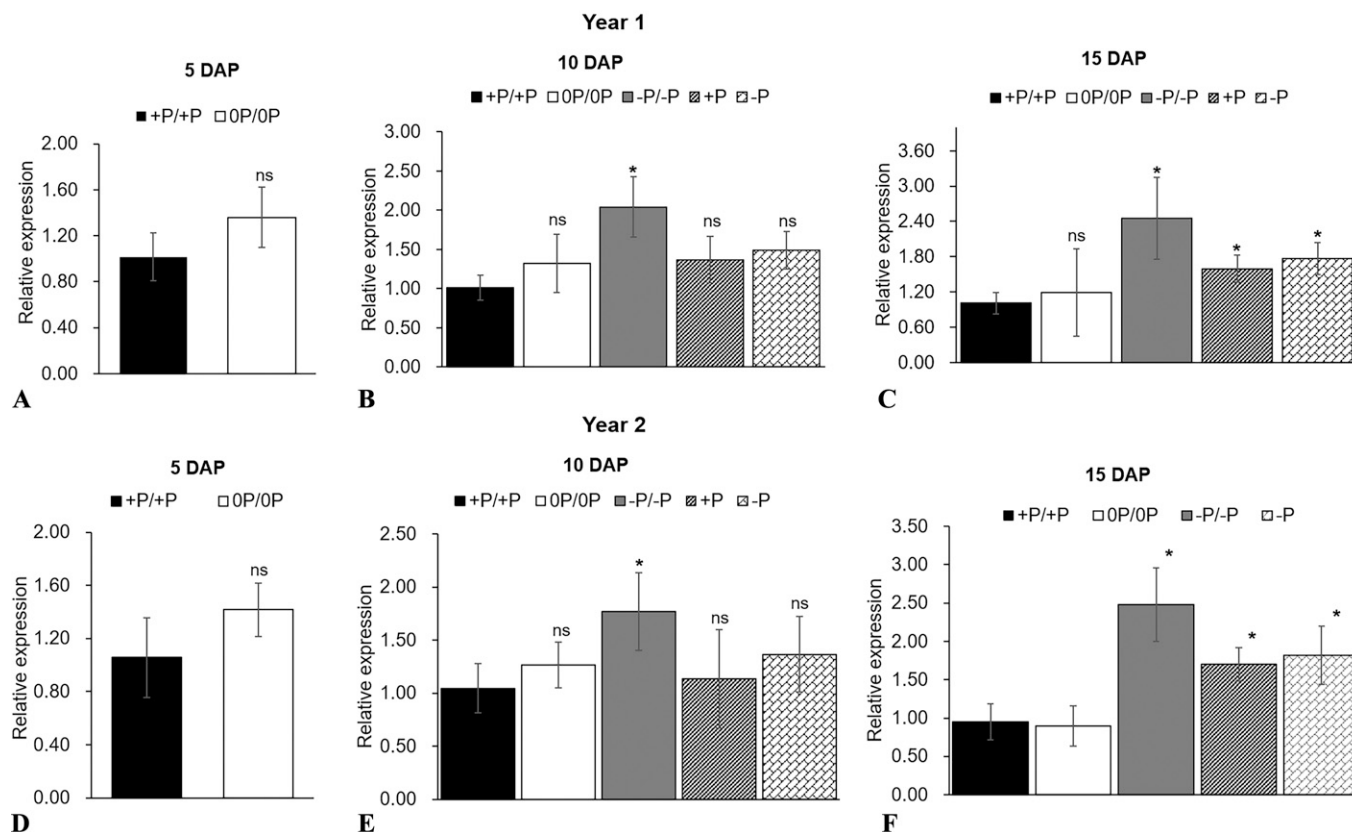 Year 1
5 DAP
+P/+P 0P/0P
Relative expression
2.00
1.60
1.20
0.80
0.40
0.00
ns
A
10 DAP
+P/+P 0P/0P -P/-P +P -P
Relative expression
3.00
2.50
2.00
1.50
1.00
0.50
0.00
ns
*
ns
ns
B
15 DAP
+P/+P 0P/0P -P/-P +P -P
Relative expression
3.60
3.00
2.40
1.80
1.20
0.60
0.00
ns
*
*
*
C
Year 2
5 DAP
+P/+P 0P/0P
Relative expression
2.00
1.60
1.20
0.80
0.40
0.00
ns
D
10 DAP
+P/+P 0P/0P -P/-P +P -P
Relative expression
2.50
2.00
1.50
1.00
0.50
0.00
ns
*
ns
ns
E
15 DAP
+P/+P 0P/0P -P/-P -P
Relative expression
3.50
3.00
2.50
2.00
1.50
1.00
0.50
0.00
*
*
*
F